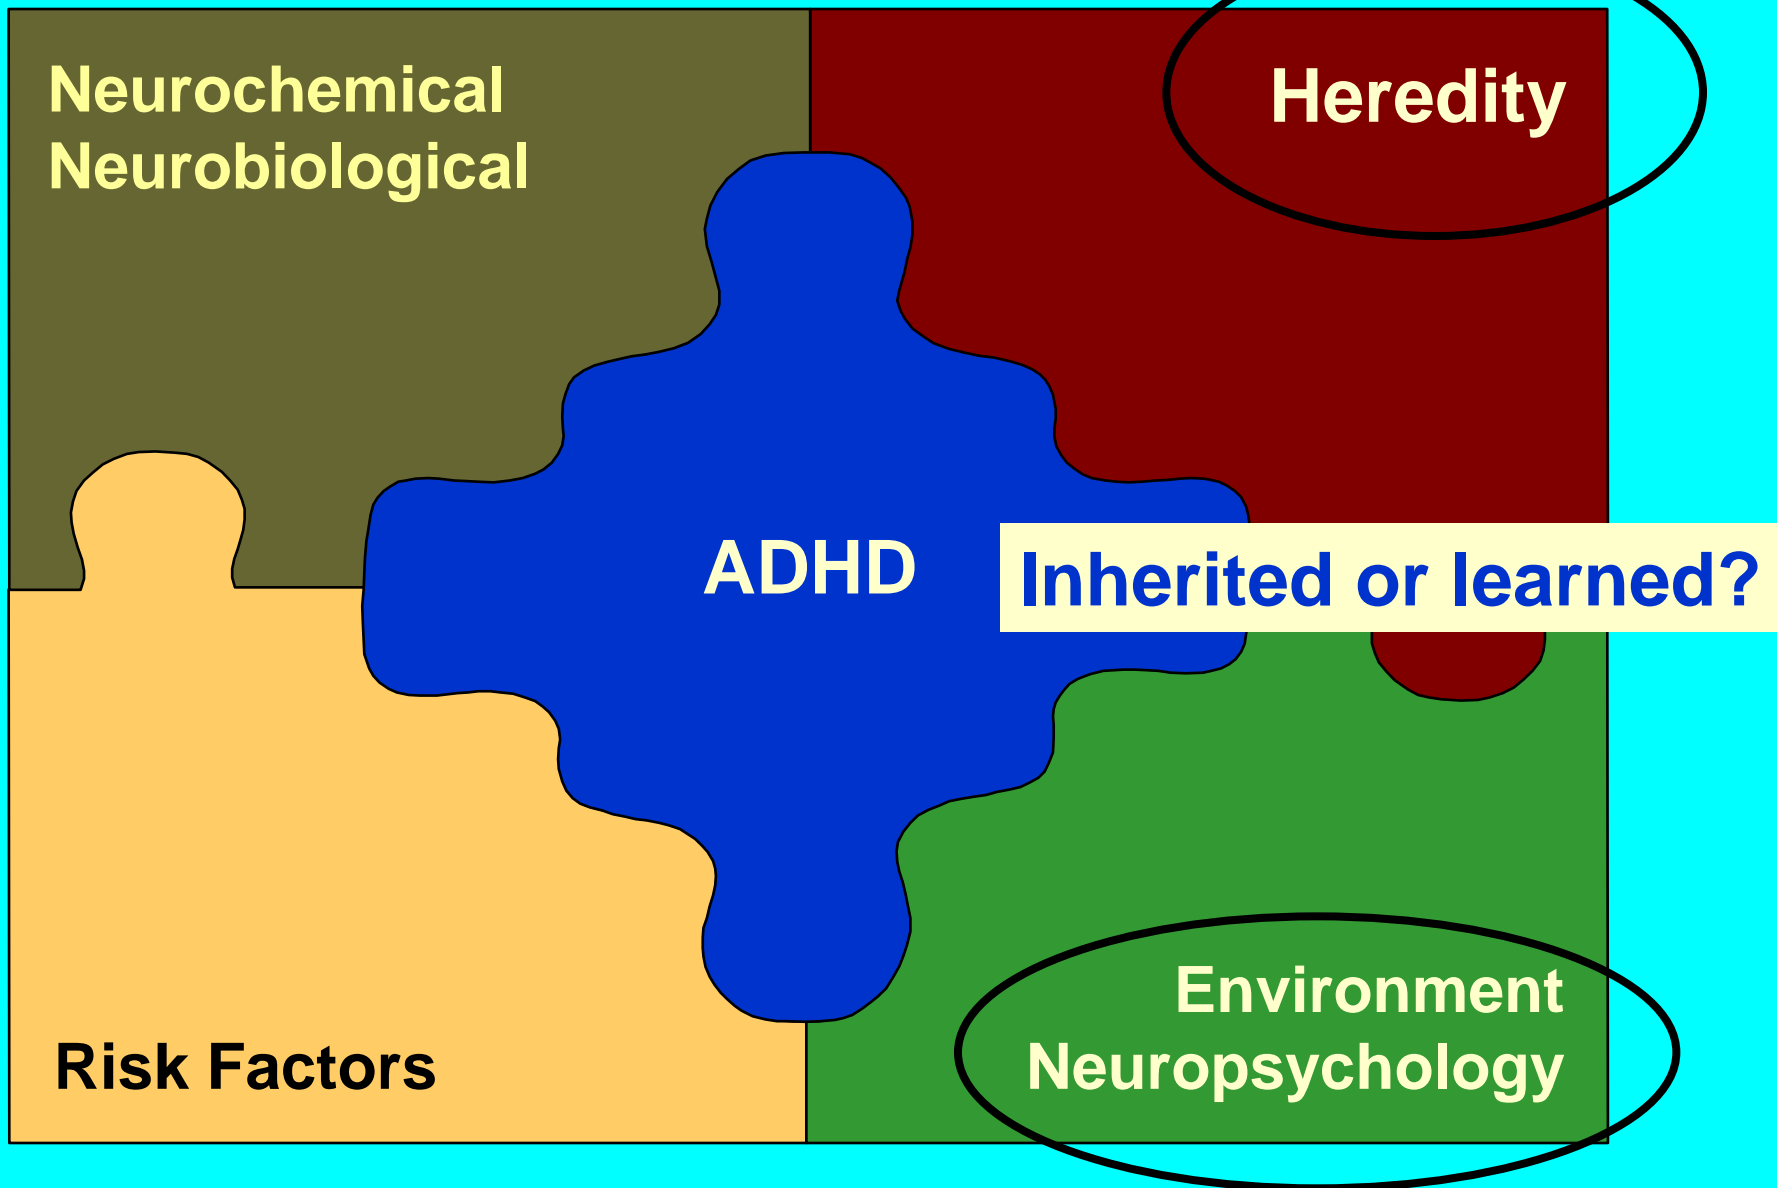 Neurochemical
Neurobiological
Heredity
ADHD
Inherited or learned?
Risk Factors
Environment
Neuropsychology